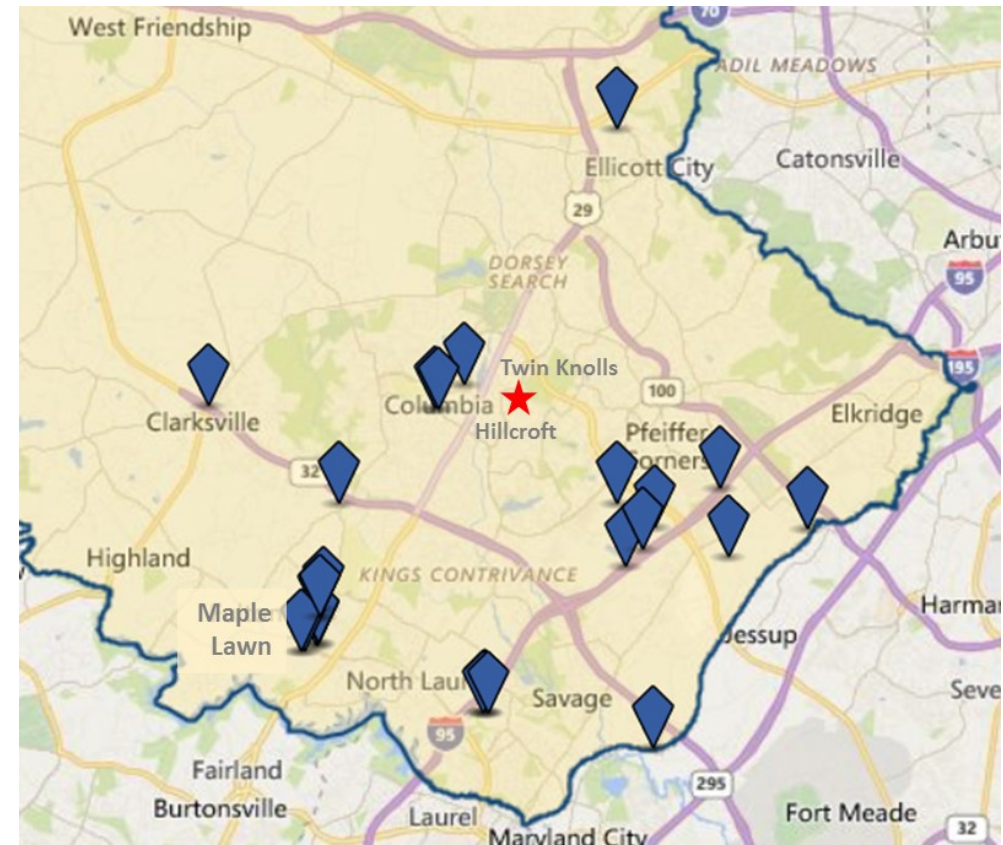 West Friendship
70
ADIL MEADOWS
Ellicott City
Catonsville
29
Arbu
95
DORSEY
SEARCH
195
Twin Knolls
100
Columbia
Elkridge
Clarksville
Hillcroft
Pfeiffer
Corners
32
Highland
KINGS CONTRIVANCE
Maple
Lawn
Harma
Jessup
North Lau
Savage
Seve
95
Fairland
295
Burtonsville
Laurel
Fort Meade
Maryland City
32